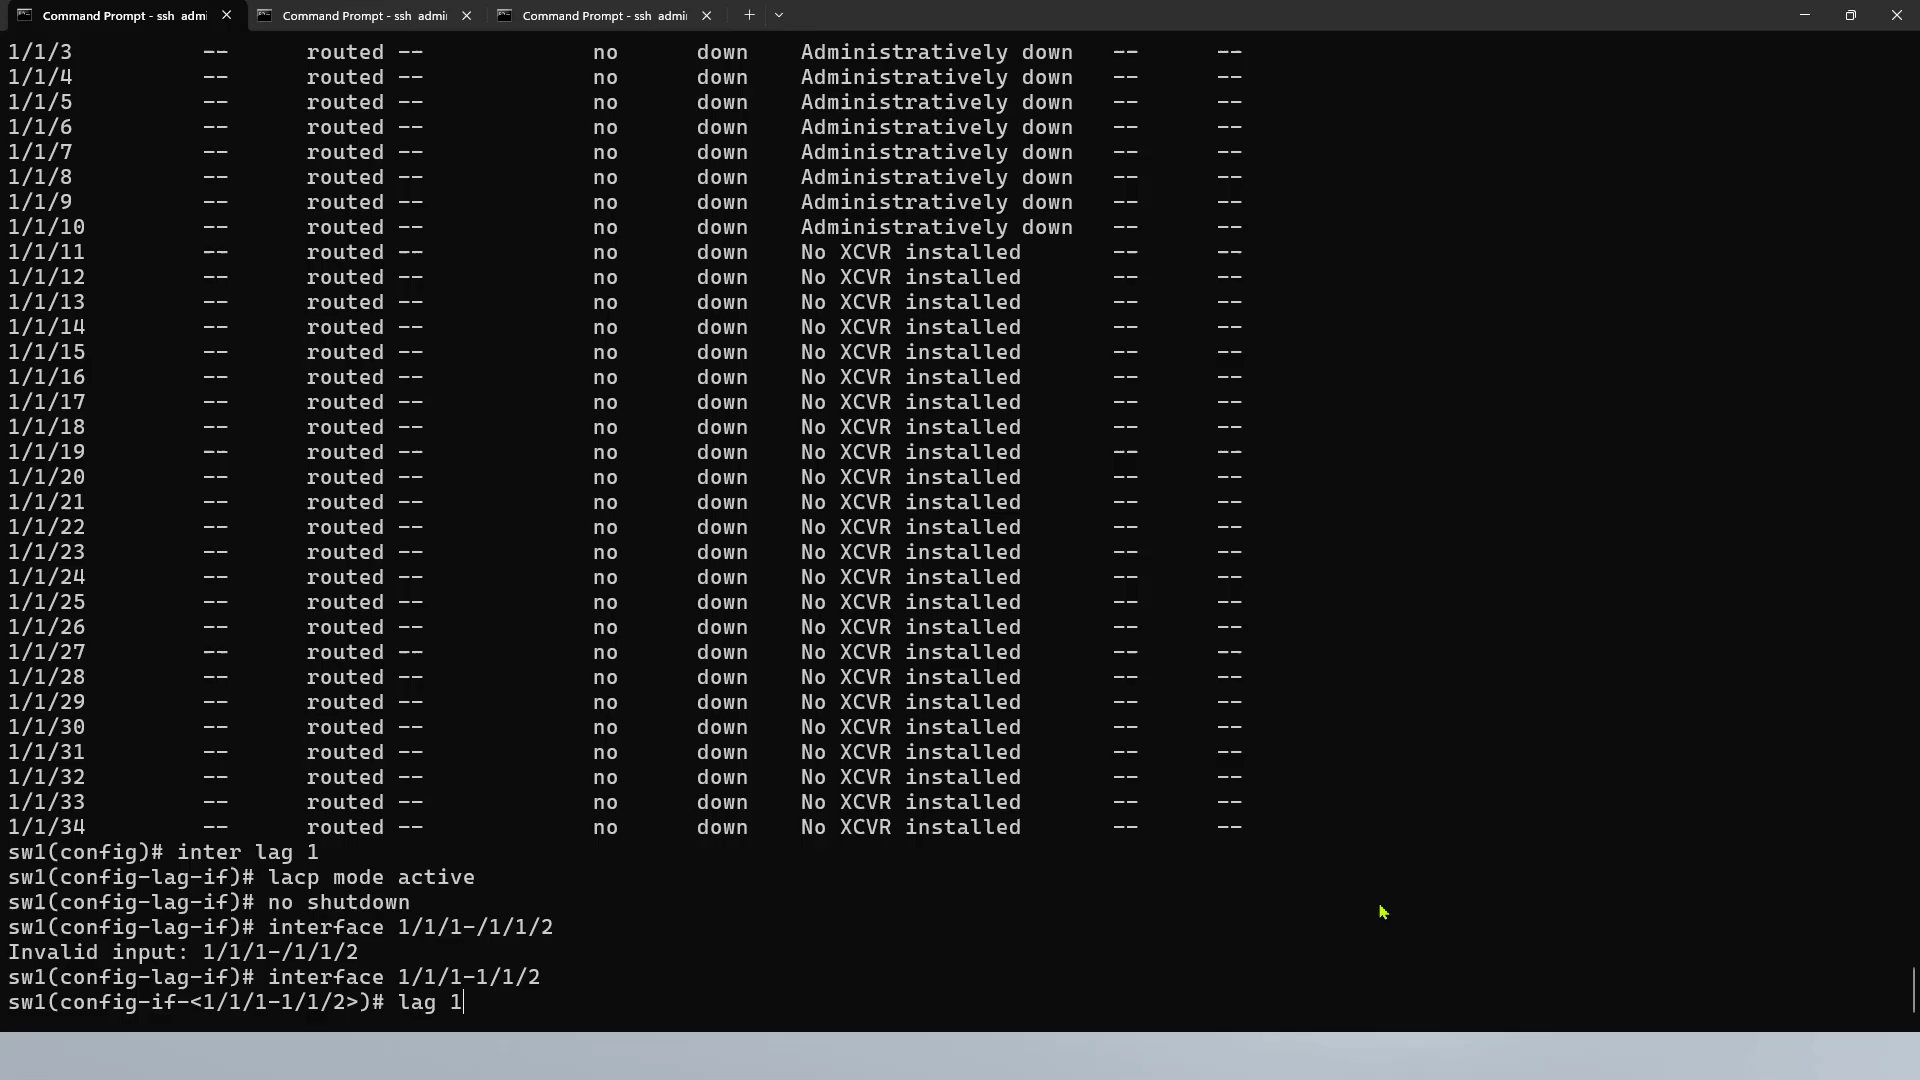 Command Prompt - ssh admi
Command Prompt - ssh admii
Command Prompt - ssh admii
1/1/3 -- routed -- no down Administratively down -- --
1/1/4 -- routed -- no down Administratively down -- --
1/1/5 -- routed -- no down Administratively down -- --
1/1/6 -- routed -- no down Administratively down -- --
1/1/7 -- routed -- no down Administratively down -- --
1/1/8 -- routed -- no down Administratively down -- --
1/1/9 -- routed -- no down Administratively down -- --
1/1/10 -- routed -- no down Administratively down -- --
1/1/11 -- routed -- no down No XCVR installed -- --
1/1/12 -- routed -- no down No XCVR installed -- --
1/1/13 -- routed -- no down No XCVR installed -- --
1/1/14 -- routed -- no down No XCVR installed -- --
1/1/15 -- routed -- no down No XCVR installed -- --
1/1/16 -- routed -- no down No XCVR installed -- --
1/1/17 -- routed -- no down No XCVR installed -- --
1/1/18 -- routed -- no down No XCVR installed -- --
1/1/19 -- routed -- no down No XCVR installed -- --
1/1/20 -- routed -- no down No XCVR installed -- --
1/1/21 -- routed -- no down No XCVR installed -- --
1/1/22 -- routed -- no down No XCVR installed -- --
1/1/23 -- routed -- no down No XCVR installed -- --
1/1/24 -- routed -- no down No XCVR installed -- --
1/1/25 -- routed -- no down No XCVR installed -- --
1/1/26 -- routed -- no down No XCVR installed -- --
1/1/27 -- routed -- no down No XCVR installed -- --
1/1/28 -- routed -- no down No XCVR installed -- --
1/1/29 -- routed -- no down No XCVR installed -- --
1/1/30 -- routed -- no down No XCVR installed -- --
1/1/31 -- routed -- no down No XCVR installed -- --
1/1/32 -- routed -- no down No XCVR installed -- --
1/1/33 -- routed -- no down No XCVR installed -- --
1/1/34 -- routed -- no down No XCVR installed -- --
sw1(config)# inter lag 1
sw1(config-lag-if)# lacp mode active
sw1(config-lag-if)# no shutdown
sw1(config-lag-if)# interface 1/1/1-/1/1/2
Invalid input: 1/1/1-/1/1/2
sw1(config-lag-if)# interface 1/1/1-1/1/2
sw1(config-if-<1/1/1-1/1/2>)# lag 1